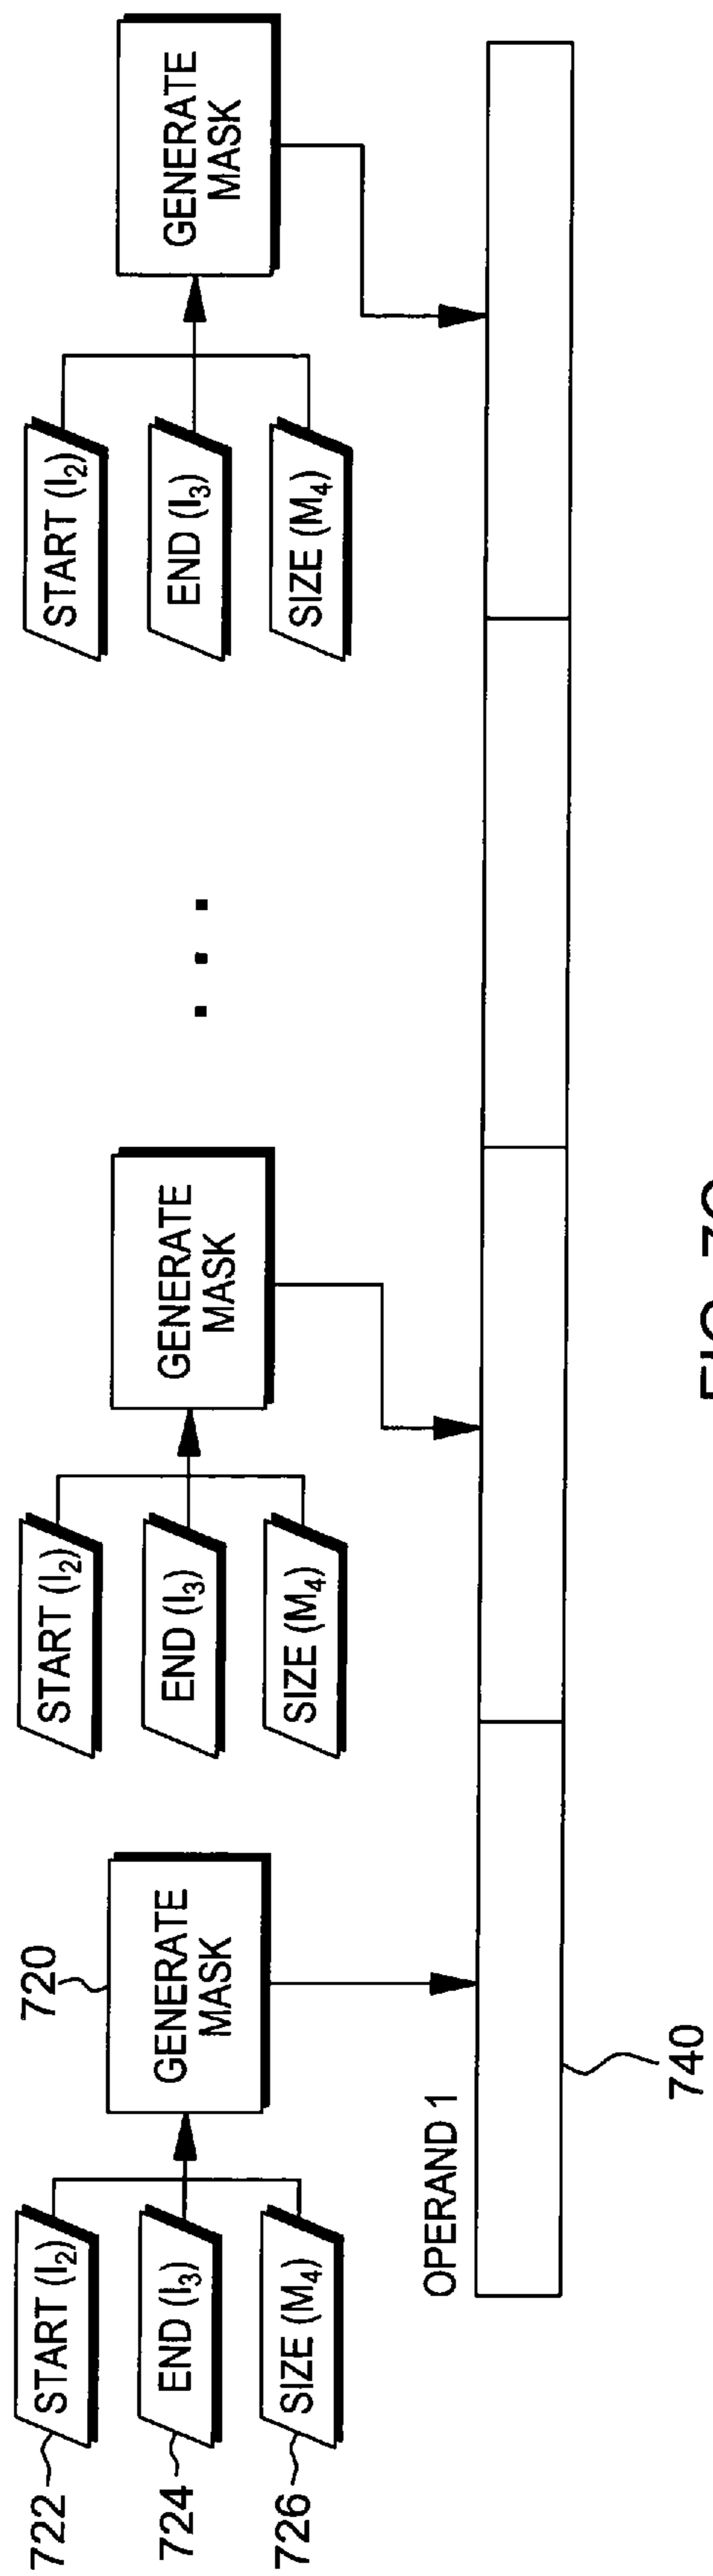 722
START (I₂)
724
END (I₃)
726
SIZE (M₄)
720
GENERATE
MASK
START (I₂)
END (I₃)
SIZE (M₄)
GENERATE
MASK
. . .
START (I₂)
END (I₃)
SIZE (M₄)
GENERATE
MASK
OPERAND 1
740
FIG.